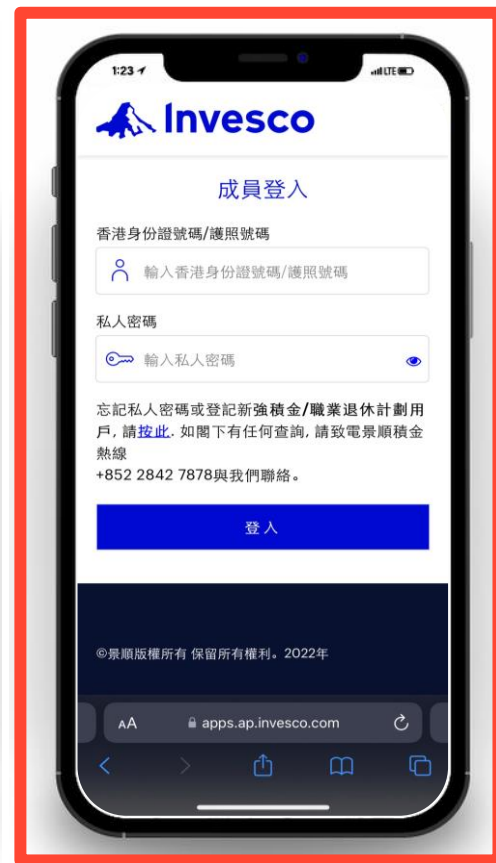 1:23
LTE
Invesco
成員登入
香港身份證號碼/護照號碼
輸入香港身份證號碼/護照號碼
私人密碼
輸入私人密碼
忘記私人密碼或登記新強積金/職業退休計劃用
戶, 請按此. 如閣下有任何查詢, 請致電景順積金
熱線
+852 2842 7878與我們聯絡。
登入
©景順版權所有 保留所有權利。2022年
AA apps.ap.invesco.com